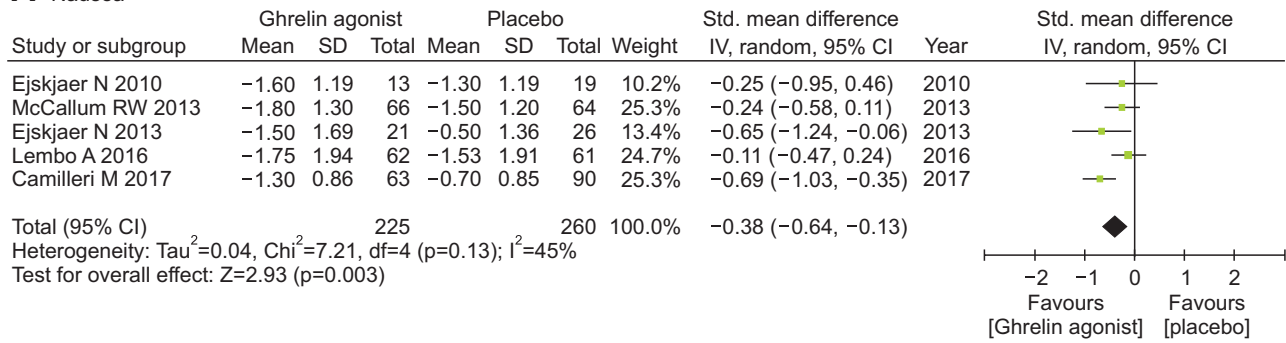 Ghrelin agonist Placebo Std. mean difference Std. mean difference
Study or subgroup Mean SD Total Mean SD Total Weight IV, random, 95% CI Year IV, random, 95% CI
Ejskjaer N 2010 −1.60 1.19 13 −1.30 1.19 19 10.2% −0.25 (−0.95, 0.46) 2010
McCallum RW 2013 −1.80 1.30 66 −1.50 1.20 64 25.3% −0.24 (−0.58, 0.11) 2013
Ejskjaer N 2013 −1.50 1.69 21 −0.50 1.36 26 13.4% −0.65 (−1.24, −0.06) 2013
Lembo A 2016 −1.75 1.94 62 −1.53 1.91 61 24.7% −0.11 (−0.47, 0.24) 2016
Camilleri M 2017 −1.30 0.86 63 −0.70 0.85 90 25.3% −0.69 (−1.03, −0.35) 2017
Total (95% CI) 225 260 100.0% −0.38 (−0.64, −0.13)
Heterogeneity: Tau²=0.04, Chi²=7.21, df=4 (p=0.13); I²=45%
Test for overall effect: Z=2.93 (p=0.003)
−2 −1 0 1 2
Favours Favours
[Ghrelin agonist] [placebo]